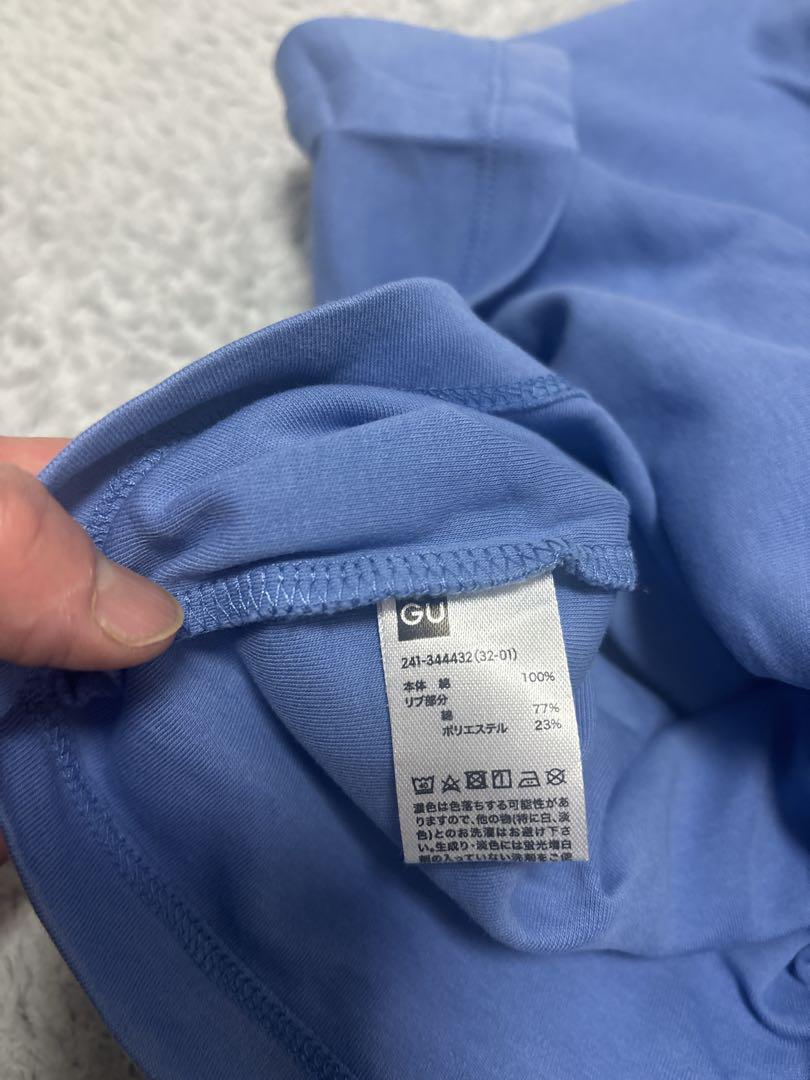 GU
241-344432(32-01)
本体 綿 100%
リブ部分
綿 77%
ポリエステル 23%
濃色は色落ちする可能性があ
りますので、他の物(特に白、淡
色)とのお洗濯はお避け下さ
い。生成り・淡色には蛍光増白
剤の入っていない洗剤をご使